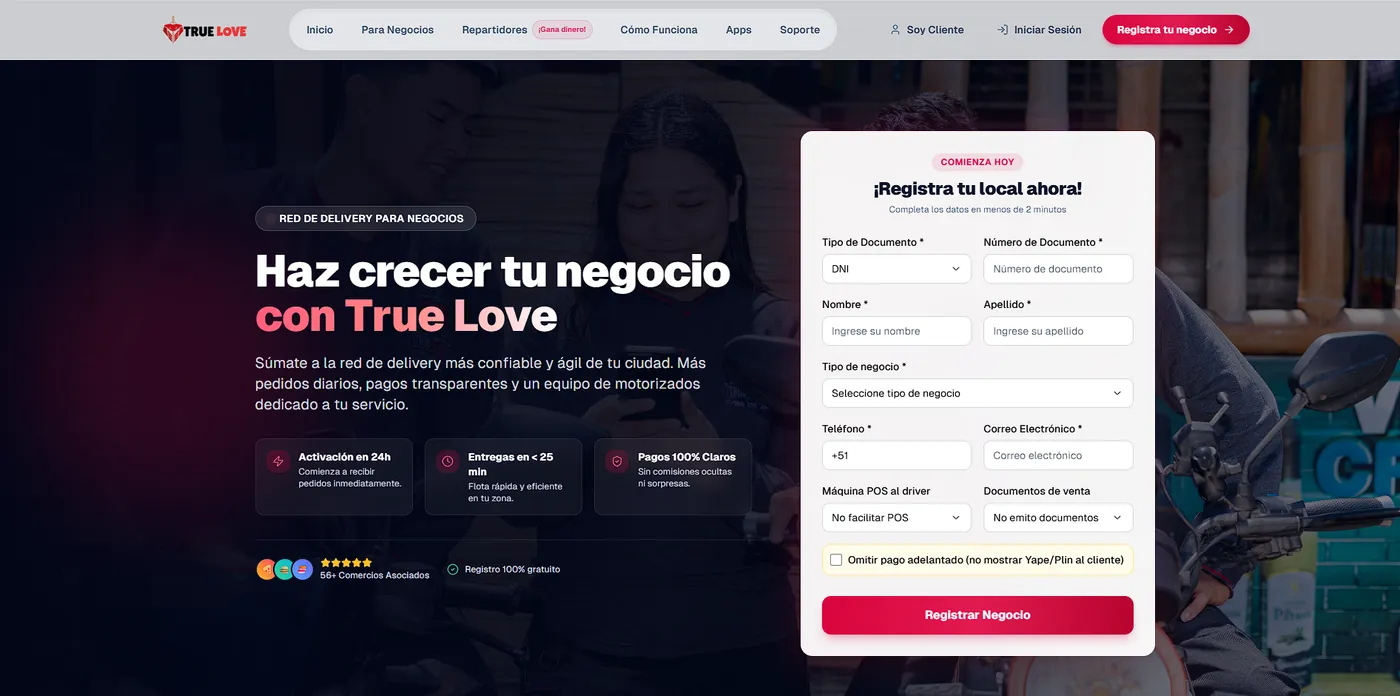 TRUE LOVE
Inicio
Para Negocios
Repartidores
¡Gana dinero!
Cómo Funciona
Apps
Soporte
Soy Cliente
Iniciar Sesión
Registra tu negocio
RED DE DELIVERY PARA NEGOCIOS
Haz crecer tu negocio
con True Love
Súmate a la red de delivery más confiable y ágil de tu ciudad. Más
pedidos diarios, pagos transparentes y un equipo de motorizados
dedicado a tu servicio.
Activación en 24h
Comienza a recibir
pedidos inmediatamente.
Entregas en < 25
min
Flota rápida y eficiente
en tu zona.
Pagos 100% Claros
Sin comisiones ocultas
ni sorpresas.
56+ Comercios Asociados
Registro 100% gratuito
COMIENZA HOY
¡Registra tu local ahora!
Completa los datos en menos de 2 minutos
Tipo de Documento *
DNI
Número de Documento *
Número de documento
Nombre *
Ingrese su nombre
Apellido *
Ingrese su apellido
Tipo de negocio *
Seleccione tipo de negocio
Teléfono *
+51
Correo Electrónico *
Correo electrónico
Máquina POS al driver
No facilitar POS
Documentos de venta
No emito documentos
Omitir pago adelantado (no mostrar Yape/Plin al cliente)
Registrar Negocio